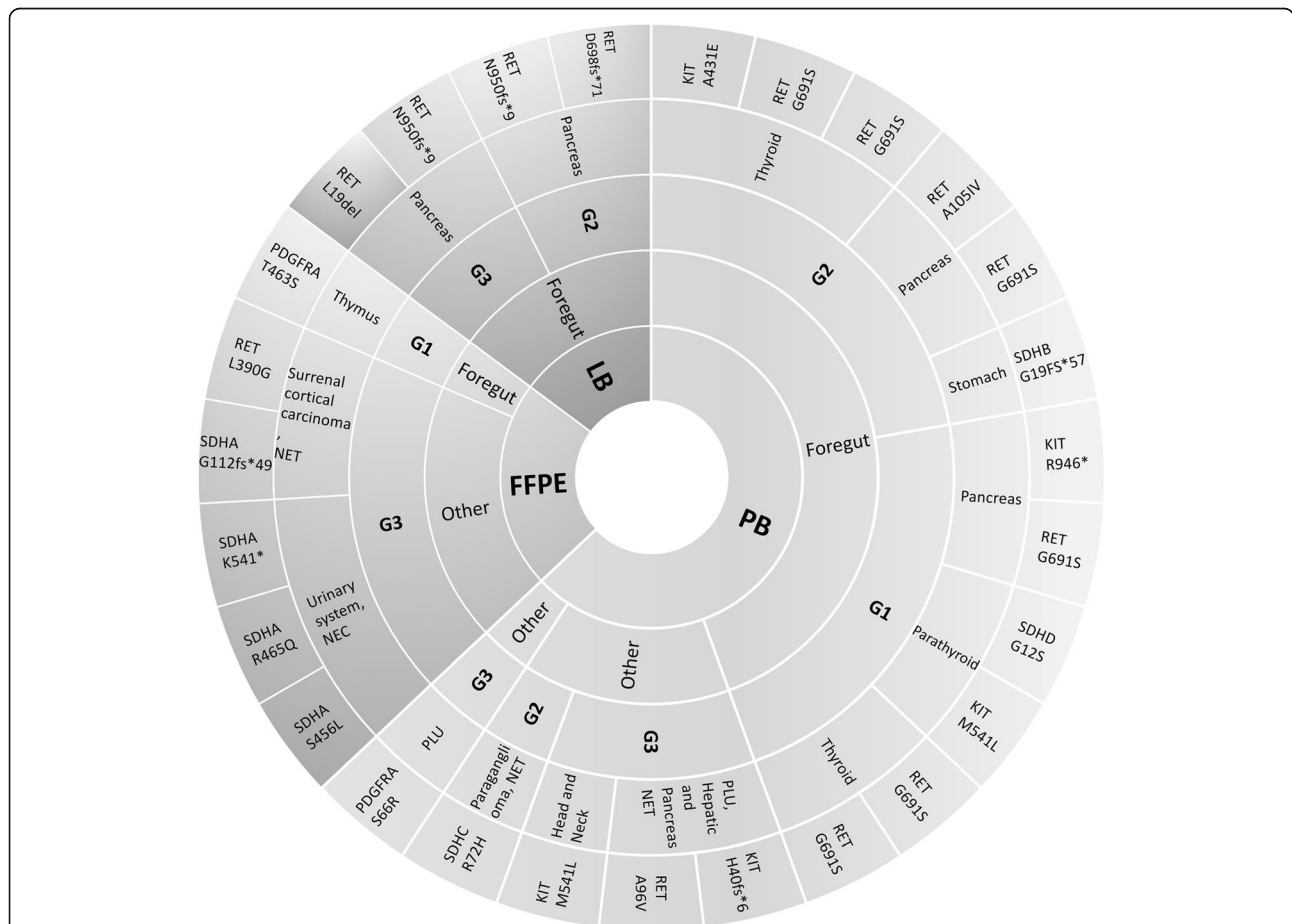 PB
Foregut
G2
Thyroid
KIT
A431E
RET
G691S
RET
G691S
Pancreas
RET
A105IV
RET
G691S
Stomach
SDHB
G19FS*57
G1
Pancreas
KIT
R946*
RET
G691S
Parathyroid
SDHD
G12S
KIT
M541L
Thyroid
RET
G691S
RET
G691S
Other
G3
PLU,
Hepatic
and
Pancreas
NET
KIT
H40fs*6
RET
A96V
Head and
Neck
KIT
M541L
G2
Paragangli
oma, NET
SDHC
R72H
Other
G3
PLU
PDGFRA
S66R
FFPE
Other
G3
Urinary
system,
NEC
SDHA
S456L
SDHA
R465Q
SDHA
K541*
Surrenal
cortical
carcinoma
,
NET
SDHA
G112fs*49
RET
L390G
Foregut
G1
Thymus
PDGFRA
T463S
LB
Foregut
G3
Pancreas
RET
L19del
RET
N950fs*9
G2
Pancreas
RET
N950fs*9
RET
D698fs*71